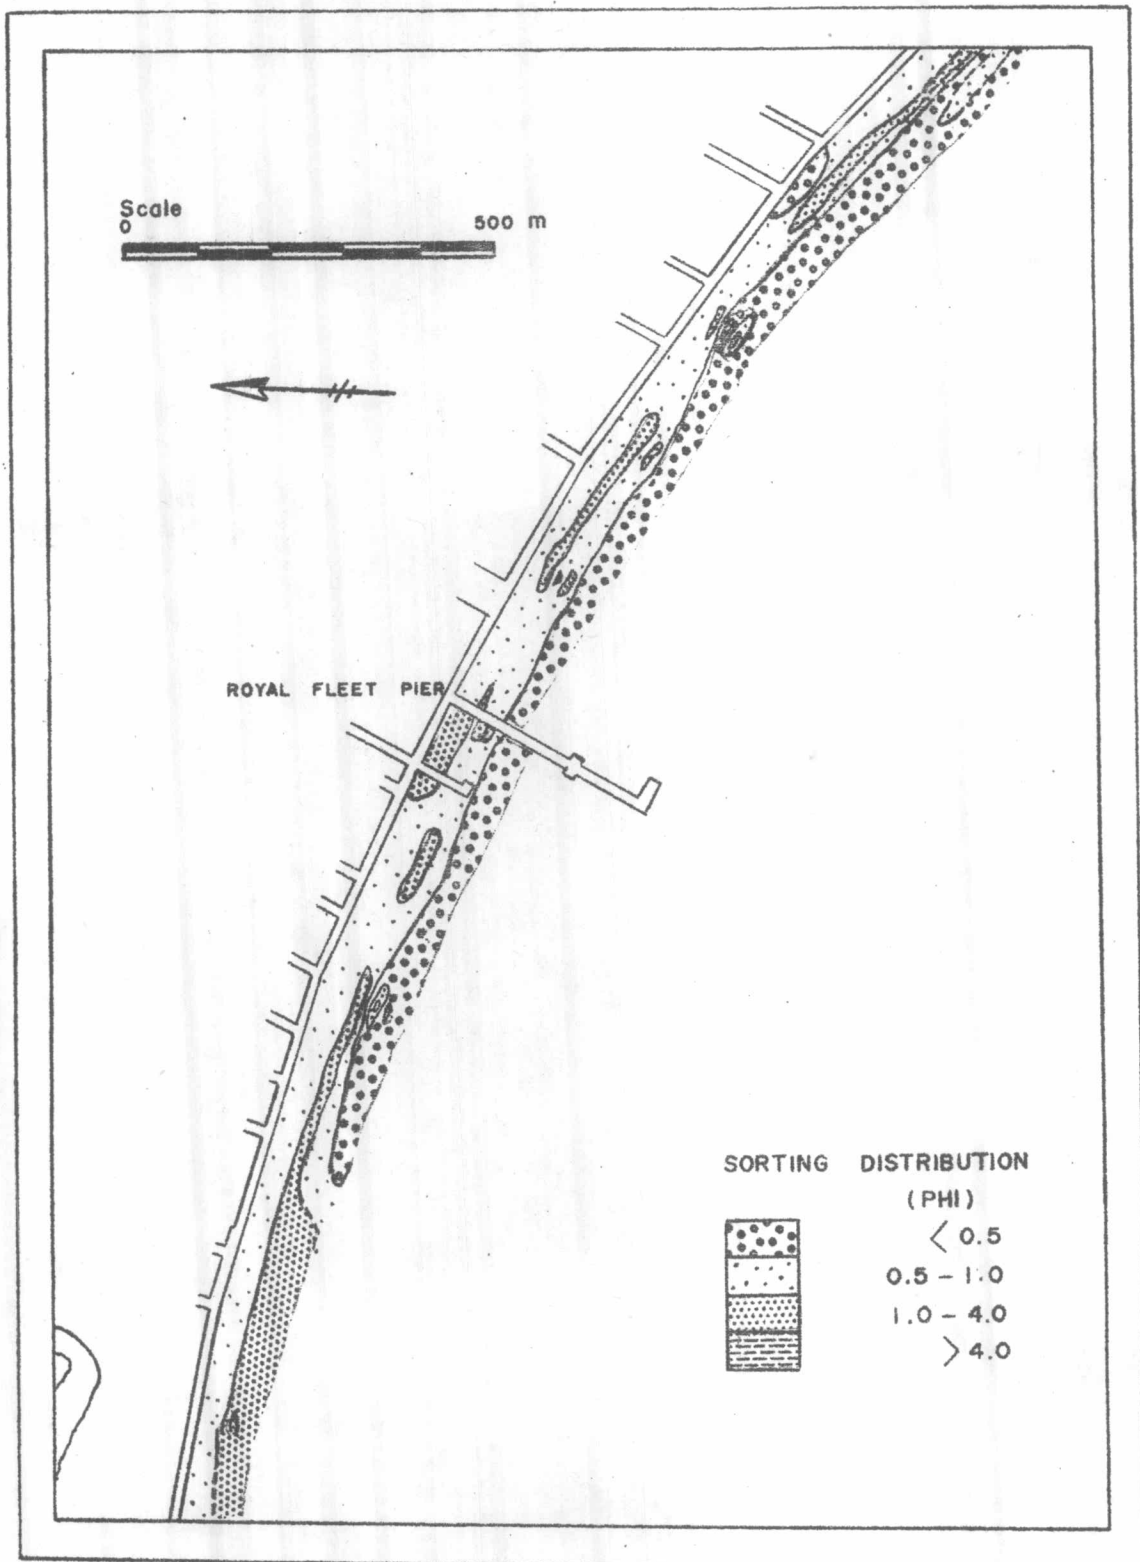 Scale
0 500 m
ROYAL FLEET PIER
SORTING DISTRIBUTION
(PHI)
< 0.5
0.5 - 1.0
1.0 - 4.0
> 4.0